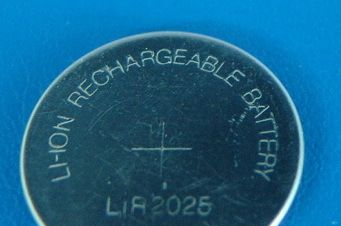 LI-ION RECHARGEABLE BATTERY
+
LiR2025